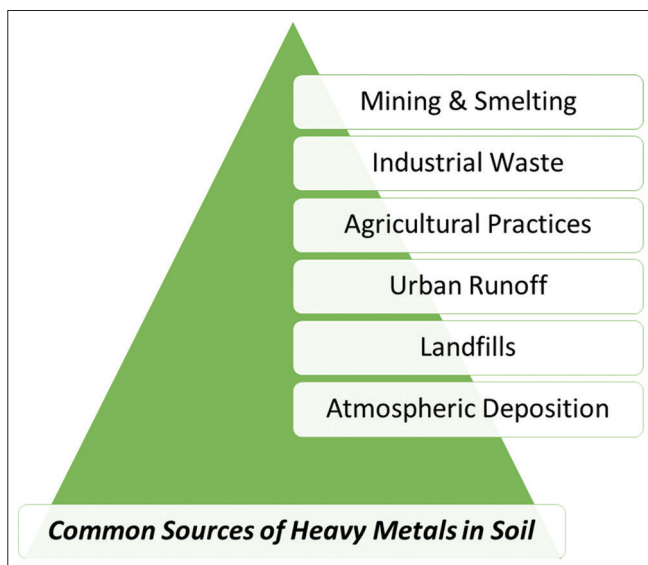 Mining & Smelting
Industrial Waste
Agricultural Practices
Urban Runoff
Landfills
Atmospheric Deposition
Common Sources of Heavy Metals in Soil